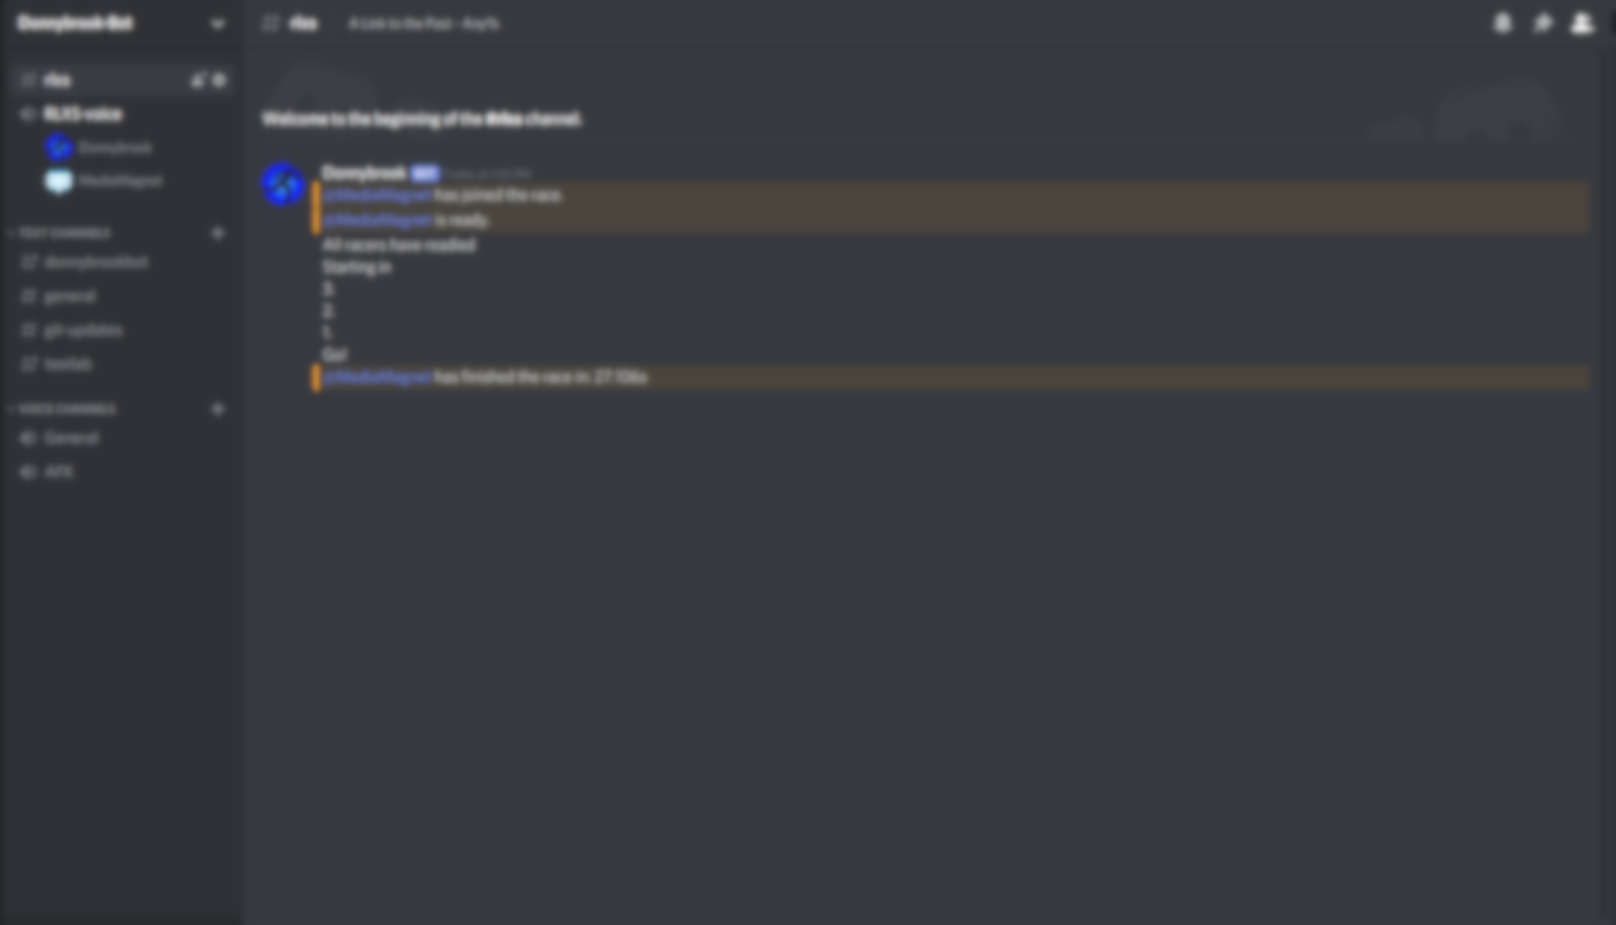 Donnybrook Bot
rlxs
A Link to the Past - Any%
rlxs
RLXS-voice
Donnybrook
MediaMagnet
TEXT CHANNELS
donnybrookbot
general
git-updates
testlab
VOICE CHANNELS
General
AFK
Welcome to the beginning of the #rlxs channel.
Donnybrook BOT Today at
@MediaMagnet has joined the race.
@MediaMagnet is ready.
All racers have readied
Starting in
3.
2.
1.
Go!
@MediaMagnet has finished the race in: 27.106s